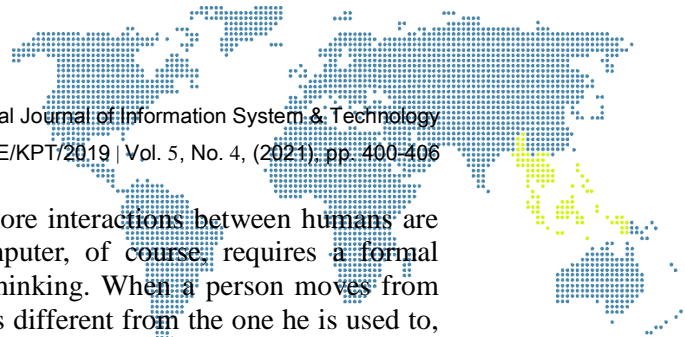 al Journal of Information System & Technology
E/KPT/2019 | Vol. 5, No. 4, (2021), pp. 400-406
ore interactions between humans are
puter, of course, requires a formal
hinking. When a person moves from
s different from the one he is used to,